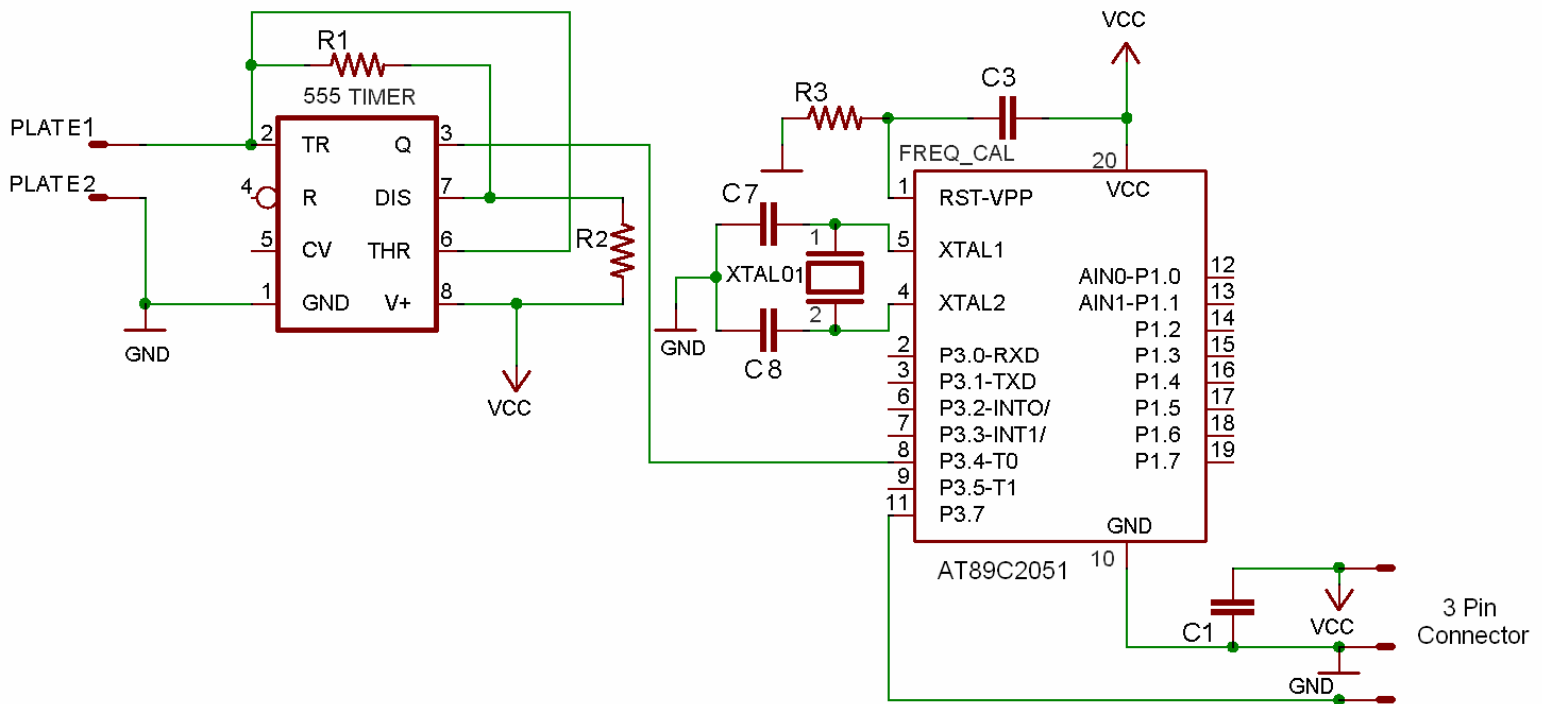 R1
555 TIMER
PLATE1
PLATE2
2 TR Q 3
4 R DIS 7
5 CV THR 6
1 GND V+ 8
R2
GND
VCC
VCC
R3
C3
FREQ_CAL
20
VCC
1 RST-VPP
C7
1
5 XTAL1
XTAL01
2
4 XTAL2
GND
C8
2 P3.0-RXD
3 P3.1-TXD
6 P3.2-INTO/
7 P3.3-INT1/
8 P3.4-T0
9 P3.5-T1
11 P3.7
AIN0-P1.0 12
AIN1-P1.1 13
P1.2 14
P1.3 15
P1.4 16
P1.5 17
P1.6 18
P1.7 19
GND
10
AT89C2051
C1
VCC
GND
3 Pin
Connector